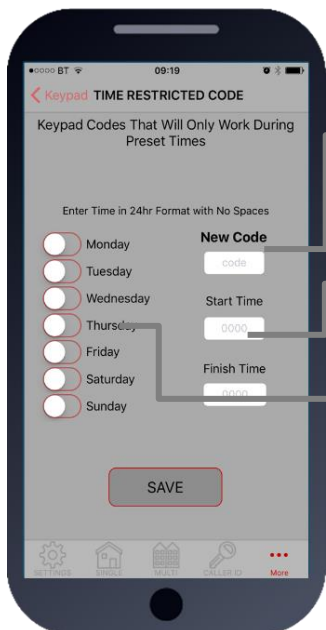 BT 09:19
Keypad TIME RESTRICTED CODE
Keypad Codes That Will Only Work During
Preset Times
Enter Time in 24hr Format with No Spaces
New Code
code
Monday
Tuesday
Wednesday
Start Time
0000
Thursday
Friday
Finish Time
0000
Saturday
Sunday
SAVE
SETTINGS SINGLE MULTI CALLER ID More